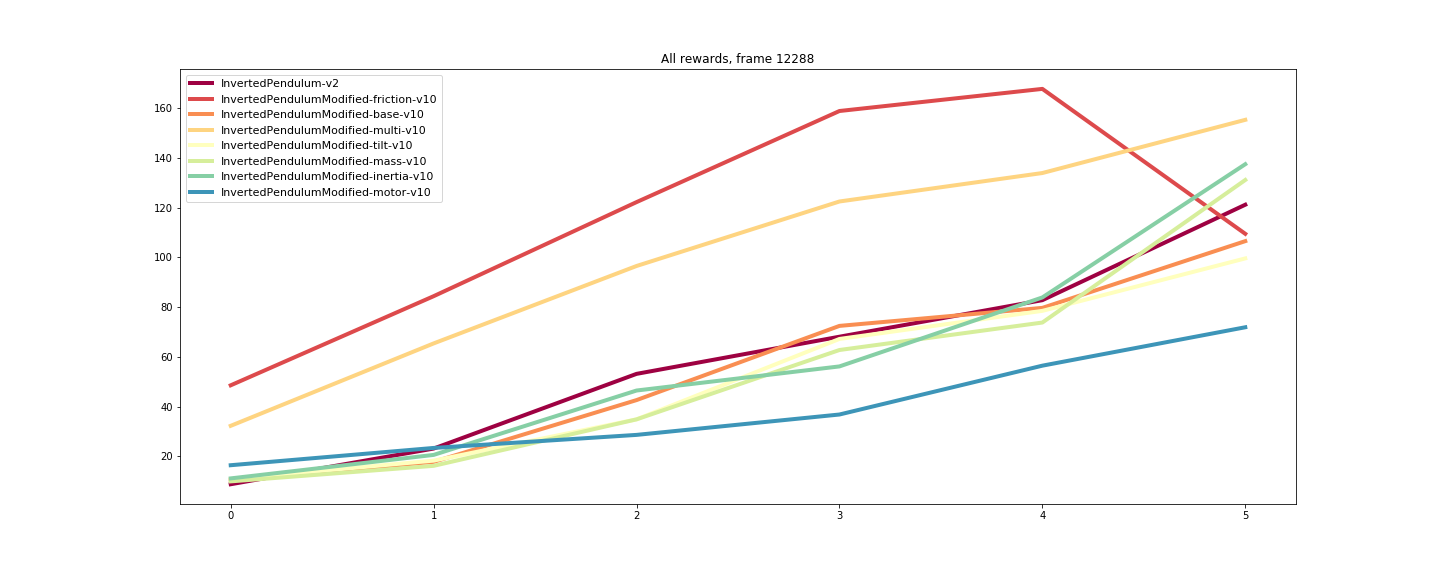 All rewards, frame 12288
InvertedPendulum-v2
InvertedPendulumModified-friction-v10
InvertedPendulumModified-base-v10
InvertedPendulumModified-multi-v10
InvertedPendulumModified-tilt-v10
InvertedPendulumModified-mass-v10
InvertedPendulumModified-inertia-v10
InvertedPendulumModified-motor-v10
160
140
120
100
80
60
40
20
0 1 2 3 4 5